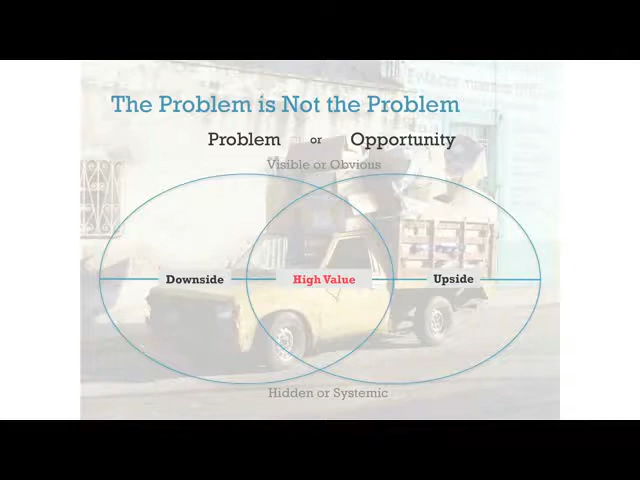 The Problem is Not the Problem
Problem or Opportunity
Visible or Obvious
Downside High Value Upside
Hidden or Systemic